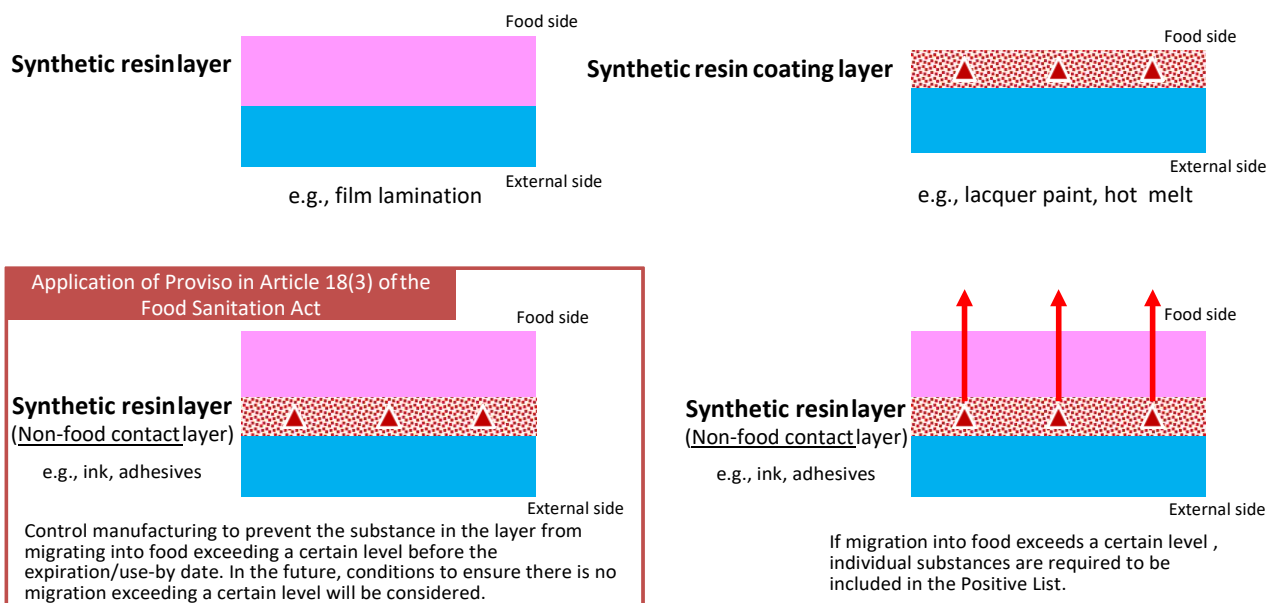 Food side
Synthetic resin layer
External side
e.g., film lamination
Food side
Synthetic resin coating layer
External side
e.g., lacquer paint, hot melt
Application of Proviso in Article 18(3) of the
Food Sanitation Act
Food side
Synthetic resin layer
(Non-food contact layer)
e.g., ink, adhesives
External side
Control manufacturing to prevent the substance in the layer from
migrating into food exceeding a certain level before the
expiration/use-by date. In the future, conditions to ensure there is no
migration exceeding a certain level will be considered.
Food side
Synthetic resin layer
(Non-food contact layer)
e.g., ink, adhesives
External side
If migration into food exceeds a certain level ,
individual substances are required to be
included in the Positive List.